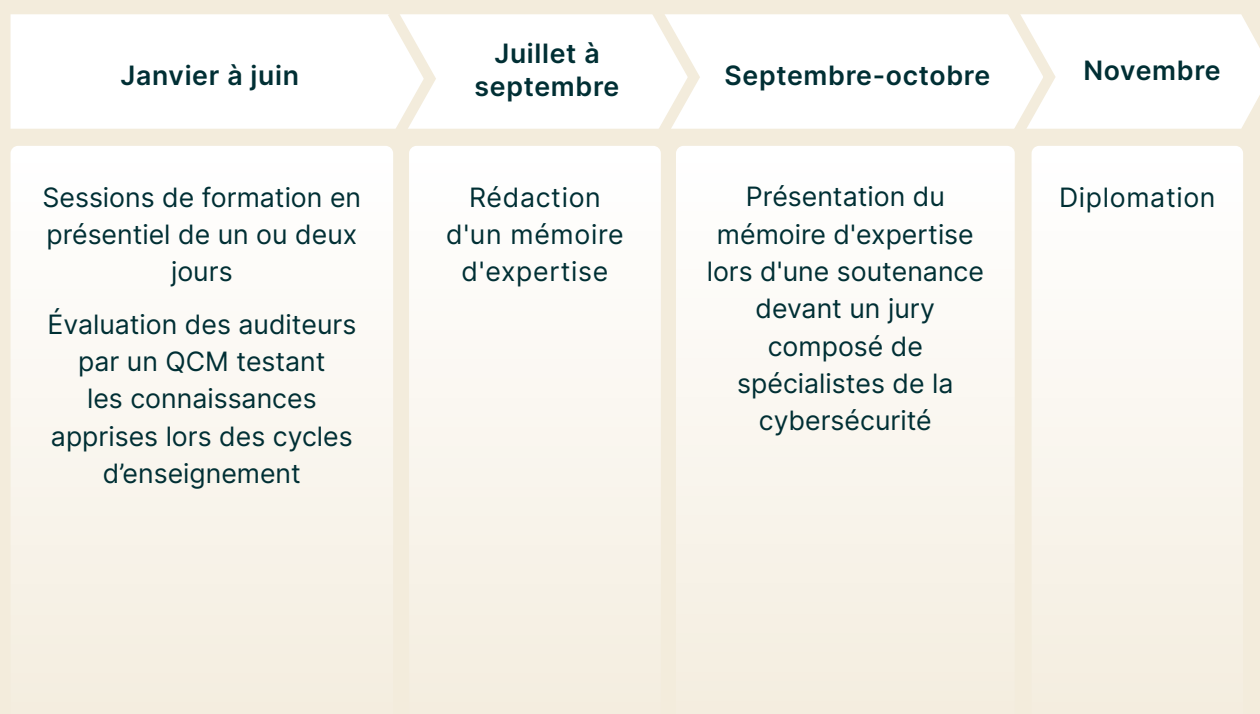 Janvier à juin
Juillet à
septembre
Septembre-octobre
Novembre
Sessions de formation en
présentiel de un ou deux
jours
Évaluation des auditeurs
par un QCM testant
les connaissances
apprises lors des cycles
d’enseignement
Rédaction
d'un mémoire
d'expertise
Présentation du
mémoire d'expertise
lors d'une soutenance
devant un jury
composé de
spécialistes de la
cybersécurité
Diplomation